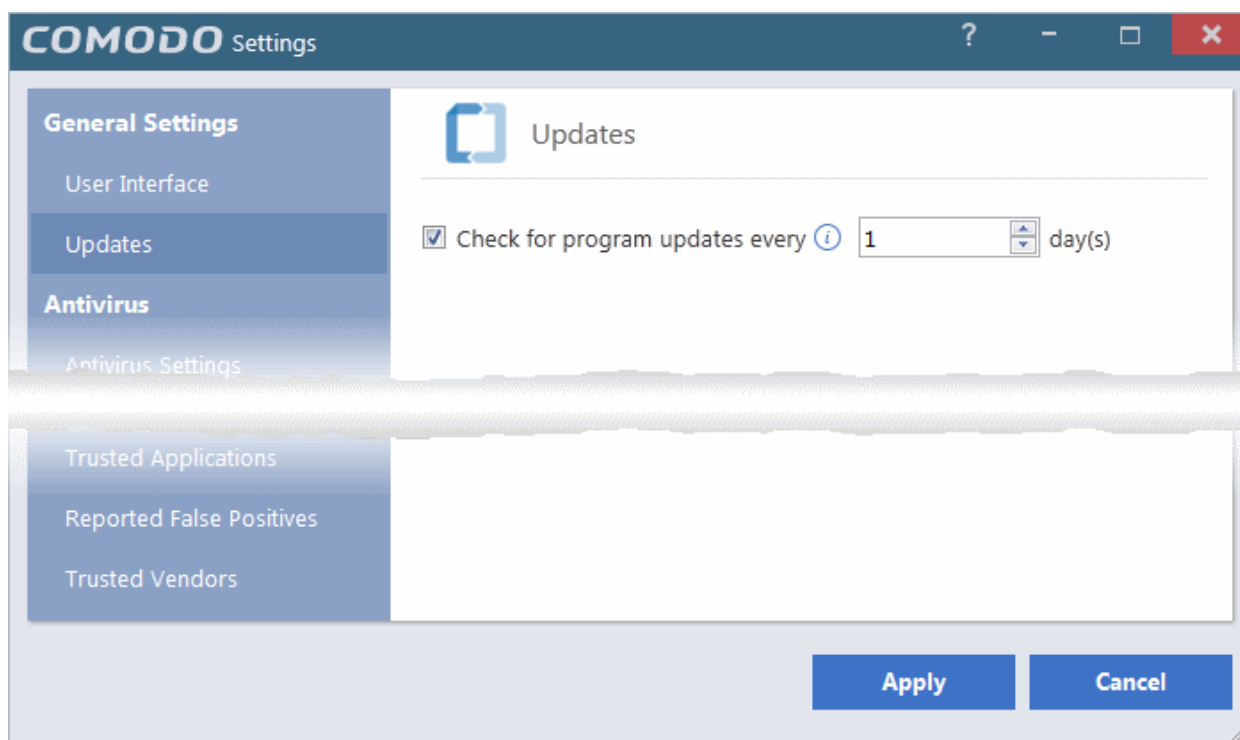 COMODO Settings
?
General Settings
User Interface
Updates
Antivirus
Antivirus Settings
Trusted Applications
Reported False Positives
Trusted Vendors
Updates
Check for program updates every i 1 day(s)
Apply
Cancel